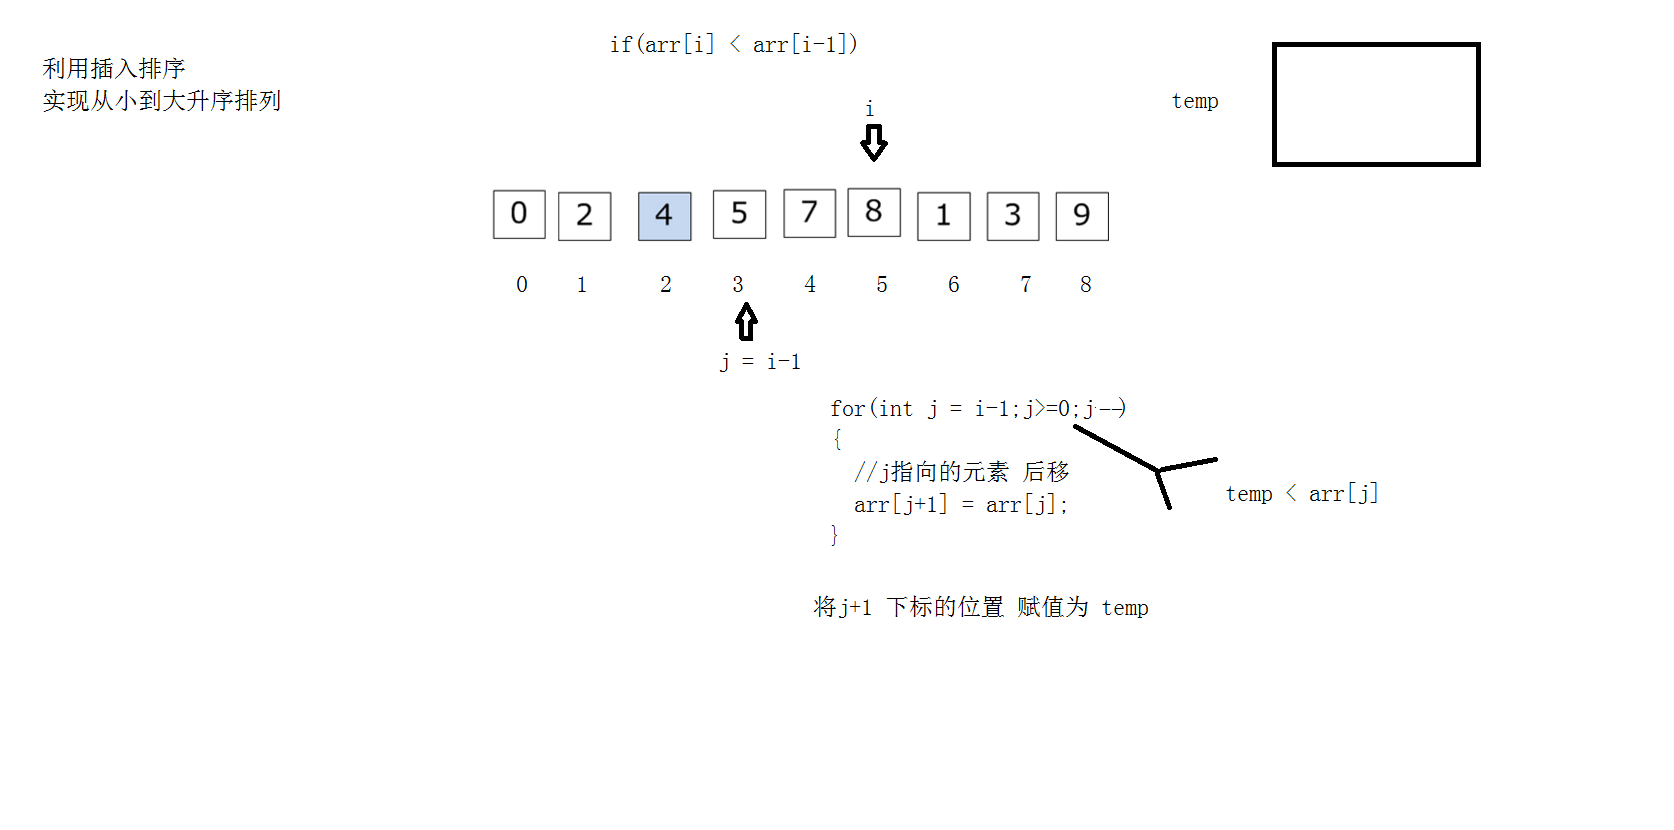 利用插入排序
实现从小到大升序排列
if(arr[i] < arr[i-1])
i
temp
0 2 4 5 7 8 1 3 9
0 1 2 3 4 5 6 7 8
j = i-1
for(int j = i-1;j>=0;j--)
{
//j指向的元素 后移
arr[j+1] = arr[j];
}
temp < arr[j]
将j+1 下标的位置 赋值为 temp